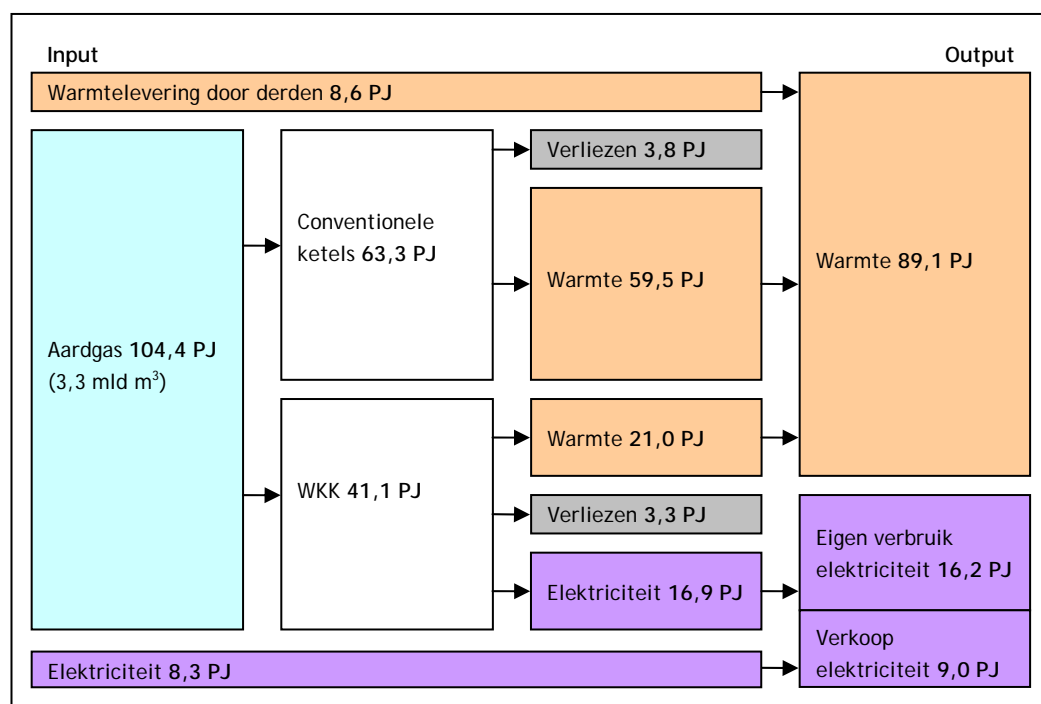 Input
Output
Warmtelevering door derden 8,6 PJ
Aardgas 104,4 PJ
(3,3 mld m³)
Conventionele
ketels 63,3 PJ
Verliezen 3,8 PJ
Warmte 59,5 PJ
Warmte 89,1 PJ
WKK 41,1 PJ
Warmte 21,0 PJ
Verliezen 3,3 PJ
Elektriciteit 16,9 PJ
Eigen verbruik
elektriciteit 16,2 PJ
Verkoop
elektriciteit 9,0 PJ
Elektriciteit 8,3 PJ